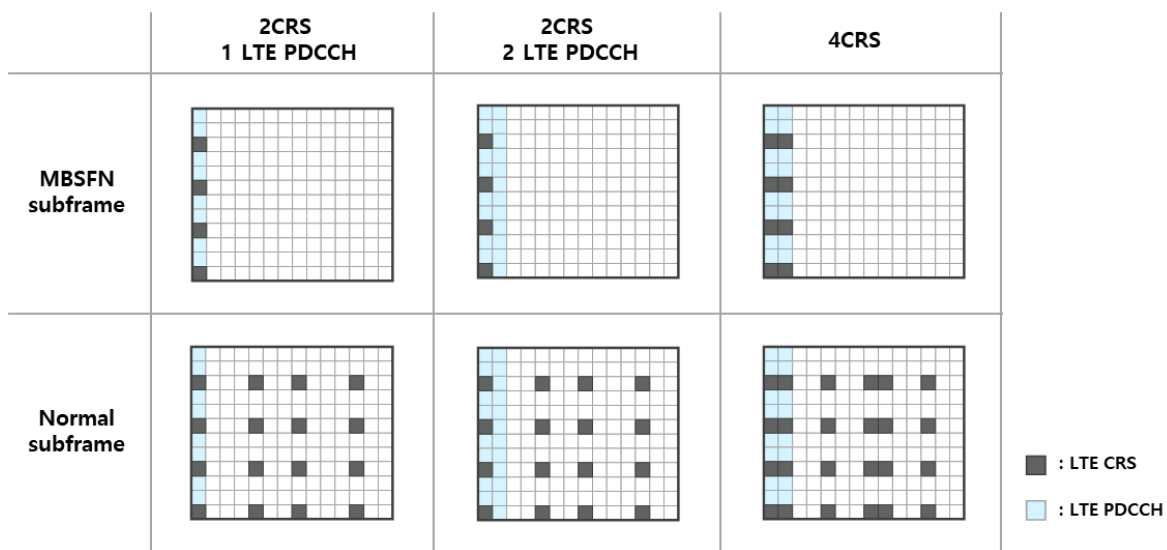 2CRS
1 LTE PDCCH
2CRS
2 LTE PDCCH
4CRS
MBSFN
subframe
Normal
subframe
: LTE CRS
: LTE PDCCH